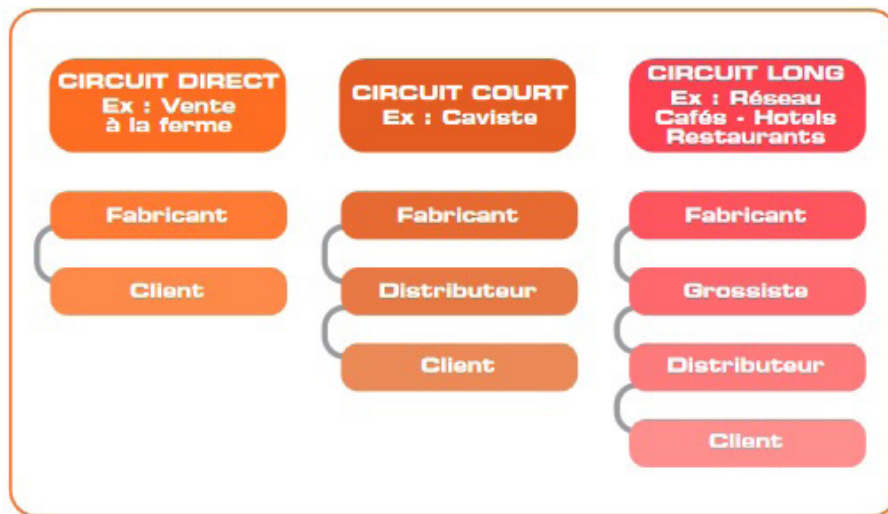 CIRCUIT DIRECT
Ex : Vente
à la ferme
Fabricant
Client
CIRCUIT COURT
Ex : Caviste
Fabricant
Distributeur
Client
CIRCUIT LONG
Ex : Réseau
Cafés - Hotels
Restaurants
Fabricant
Grossiste
Distributeur
Client